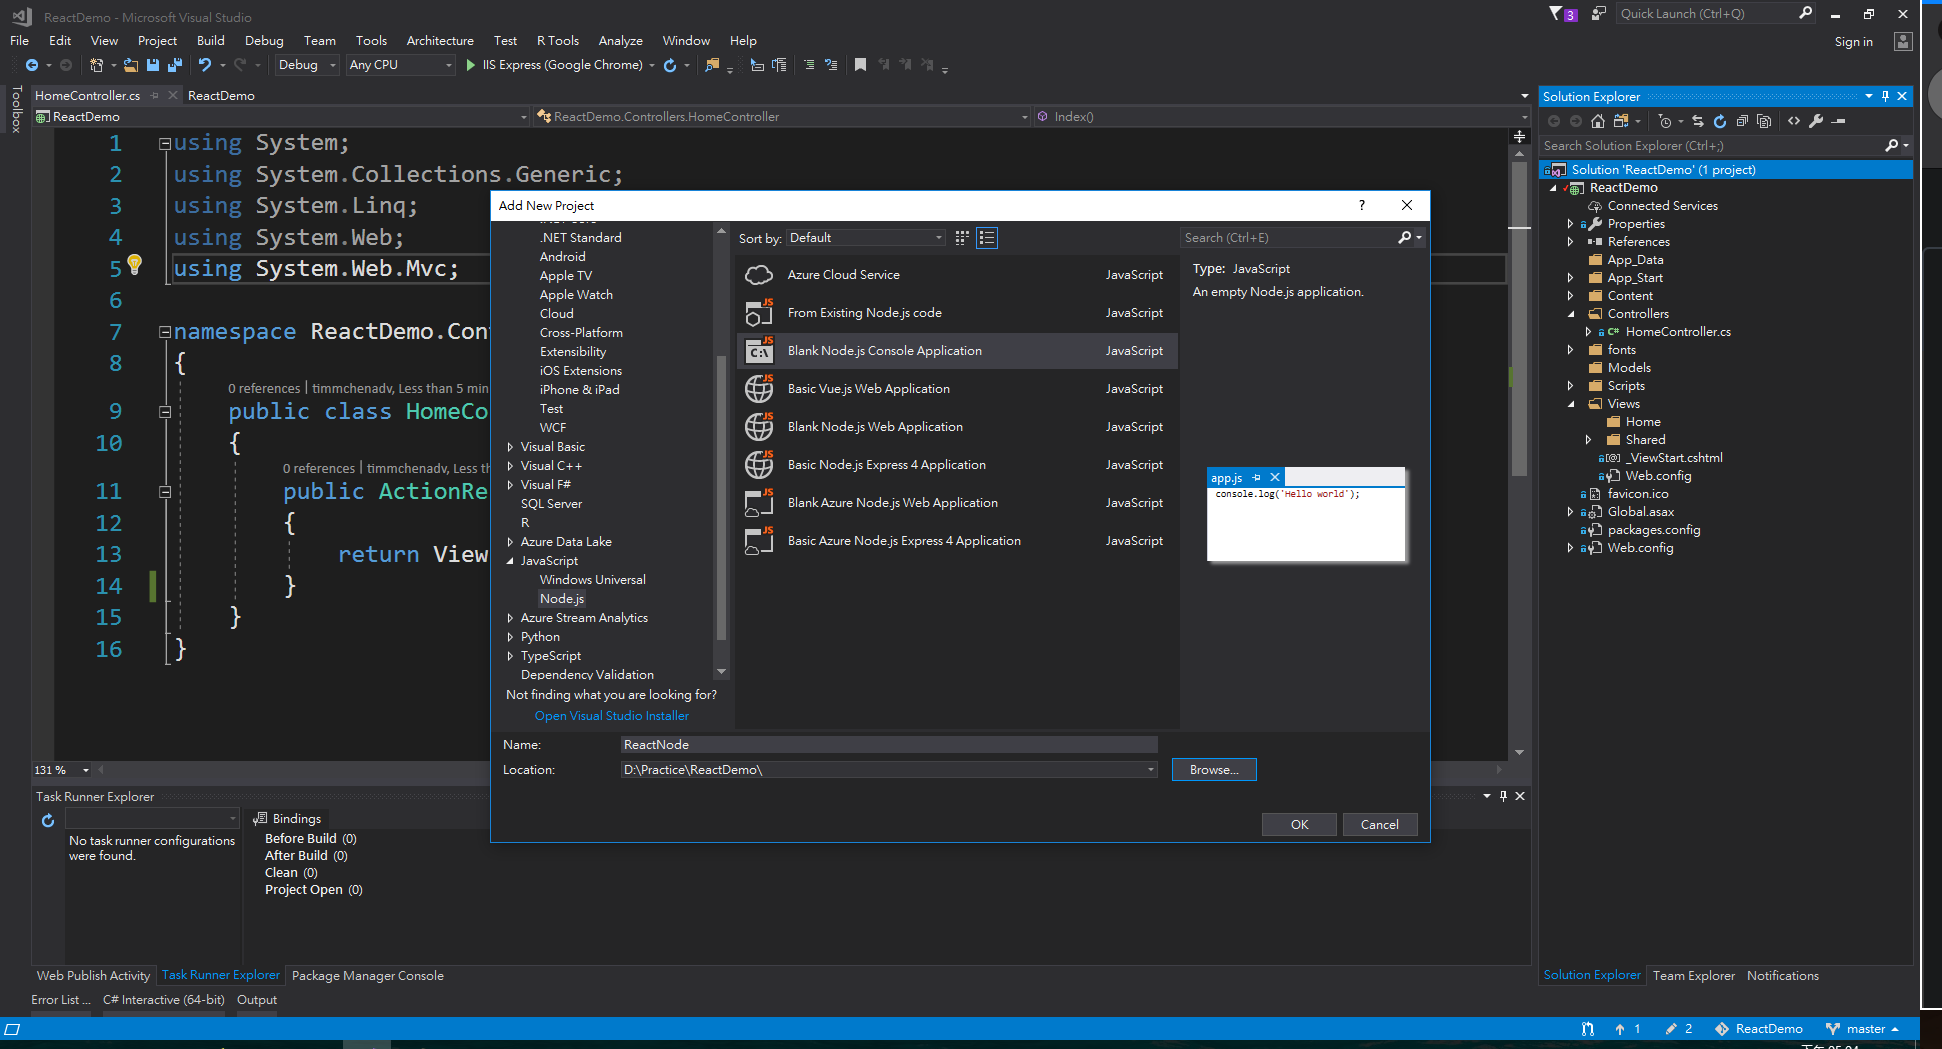 ReactDemo - Microsoft Visual Studio
3
Quick Launch (Ctrl+Q)
File Edit View Project Build Debug Team Tools Architecture Test R Tools Analyze Window Help
Sign in
Debug Any CPU IIS Express (Google Chrome)
Toolbox
HomeController.cs ReactDemo
ReactDemo ReactDemo.Controllers.HomeController Index()
1 using System;
2 using System.Collections.Generic;
3 using System.Linq;
4 using System.Web;
5 using System.Web.Mvc;
6
7 namespace ReactDemo.Con
8 {
0 references | timmchenadv, Less than 5 min
9 public class HomeCo
10 {
0 references | timmchenadv, Less th
11 public ActionRe
12 {
13 return View
14 }
15 }
16 }
131 %
Add New Project
?
.NET Standard
Android
Apple TV
Apple Watch
Cloud
Cross-Platform
Extensibility
iOS Extensions
iPhone & iPad
Test
WCF
Visual Basic
Visual C++
Visual F#
SQL Server
R
Azure Data Lake
JavaScript
Windows Universal
Node.js
Azure Stream Analytics
Python
TypeScript
Dependency Validation
Not finding what you are looking for?
Open Visual Studio Installer
Sort by: Default
Azure Cloud Service JavaScript
JS From Existing Node.js code JavaScript
JS C:\ Blank Node.js Console Application JavaScript
JS Basic Vue.js Web Application JavaScript
JS Blank Node.js Web Application JavaScript
JS Basic Node.js Express 4 Application JavaScript
JS Blank Azure Node.js Web Application JavaScript
JS Basic Azure Node.js Express 4 Application JavaScript
Search (Ctrl+E)
Type: JavaScript
An empty Node.js application.
app.js
console.log('Hello world');
Name: ReactNode
Location: D:\Practice\ReactDemo\
Browse...
OK Cancel
Task Runner Explorer
No task runner configurations
were found.
Bindings
Before Build (0)
After Build (0)
Clean (0)
Project Open (0)
Web Publish Activity Task Runner Explorer Package Manager Console
Error List ... C# Interactive (64-bit) Output
Solution Explorer
Search Solution Explorer (Ctrl+;)
Solution 'ReactDemo' (1 project)
ReactDemo
Connected Services
Properties
References
App_Data
App_Start
Content
Controllers
C# HomeController.cs
fonts
Models
Scripts
Views
Home
Shared
_ViewStart.cshtml
Web.config
favicon.ico
Global.asax
packages.config
Web.config
Solution Explorer Team Explorer Notifications
1 2 ReactDemo master